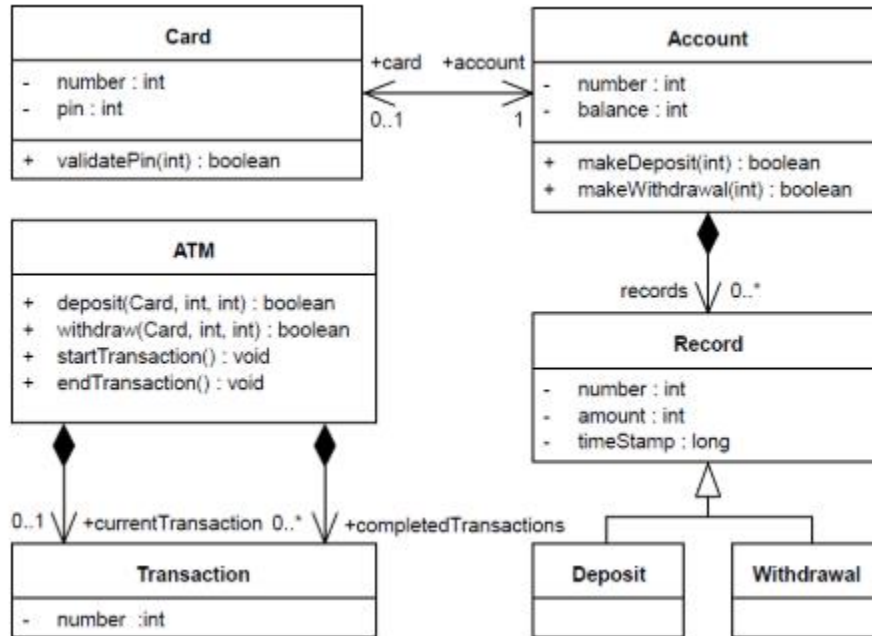 Card
- number : int
- pin : int
+ validatePin(int) : boolean
+card
+account
0..1
1
Account
- number : int
- balance : int
+ makeDeposit(int) : boolean
+ makeWithdrawal(int) : boolean
ATM
+ deposit(Card, int, int) : boolean
+ withdraw(Card, int, int) : boolean
+ startTransaction() : void
+ endTransaction() : void
records
0..*
Record
- number : int
- amount : int
- timeStamp : long
0..1
+currentTransaction
0..*
+completedTransactions
Transaction
- number :int
Deposit
Withdrawal